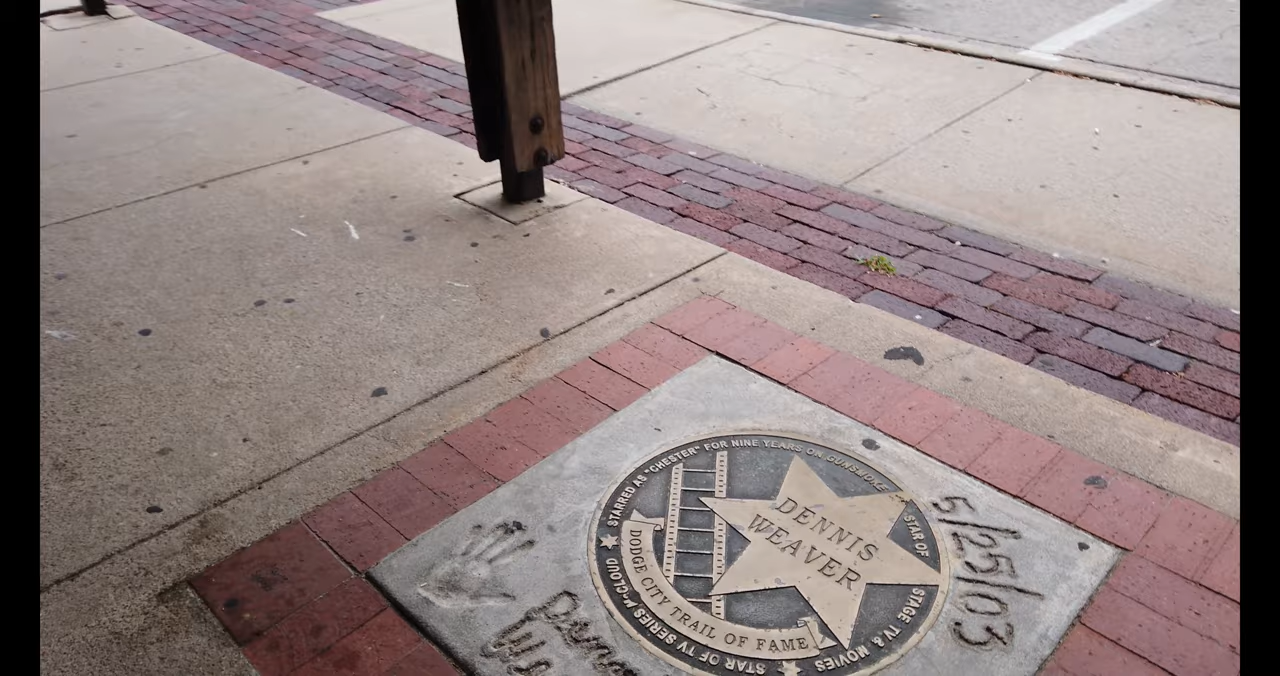 STARRED AS "CHESTER" FOR NINE YEARS ON GUNSMOKE
STAR OF STAGE TV & MOVIES
STAR OF TV SERIES McCLOUD
DENNIS
WEAVER
DODGE CITY TRAIL OF FAME
5/25/03